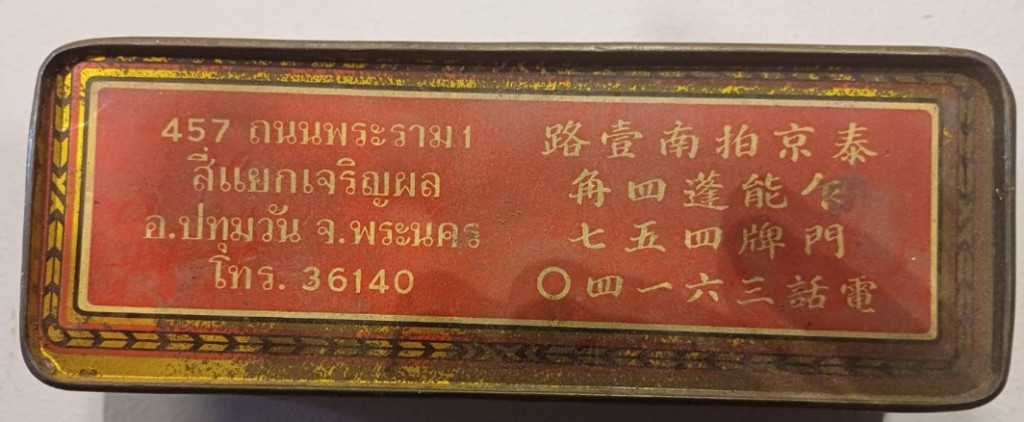 457 ถนนพระราม1
สี่แยกเจริญผล
อ.ปทุมวัน จ.พระนคร
โทร. 36140
泰京拍南壹路
能蓬四角
門牌四五七
電話三六一四〇